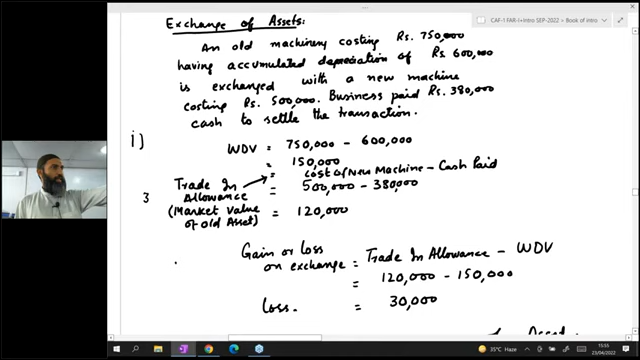 CAF-1 FAR-I+Intro SEP-2022 > Book of intro
Exchange of Assets:
An old machinery costing Rs. 750,000
having accumulated depreciation of Rs 600,000
is exchanged with a new machine
costing Rs. 500,000. Business paid Rs. 380,000
cash to settle the transaction.
i)
WDV = 750,000 - 600,000
= 150,000
3 Trade In Allowance = Cost of New Machine - Cash Paid
= 500,000 - 380,000
(Market Value of Old Asset) = 120,000
Gain or Loss on exchange = Trade In Allowance - WDV
= 120,000 - 150,000
Loss. = 30,000
35°C Haze
15:55
23/04/2022